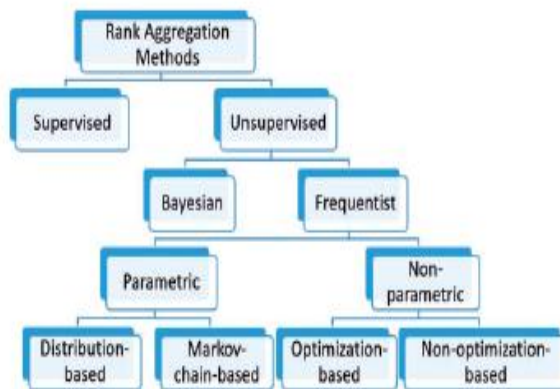 Rank Aggregation
Methods
Supervised
Unsupervised
Bayesian
Frequentist
Parametric
Non-
parametric
Distribution-
based
Markov-
chain-based
Optimization-
based
Non-optimization-
based